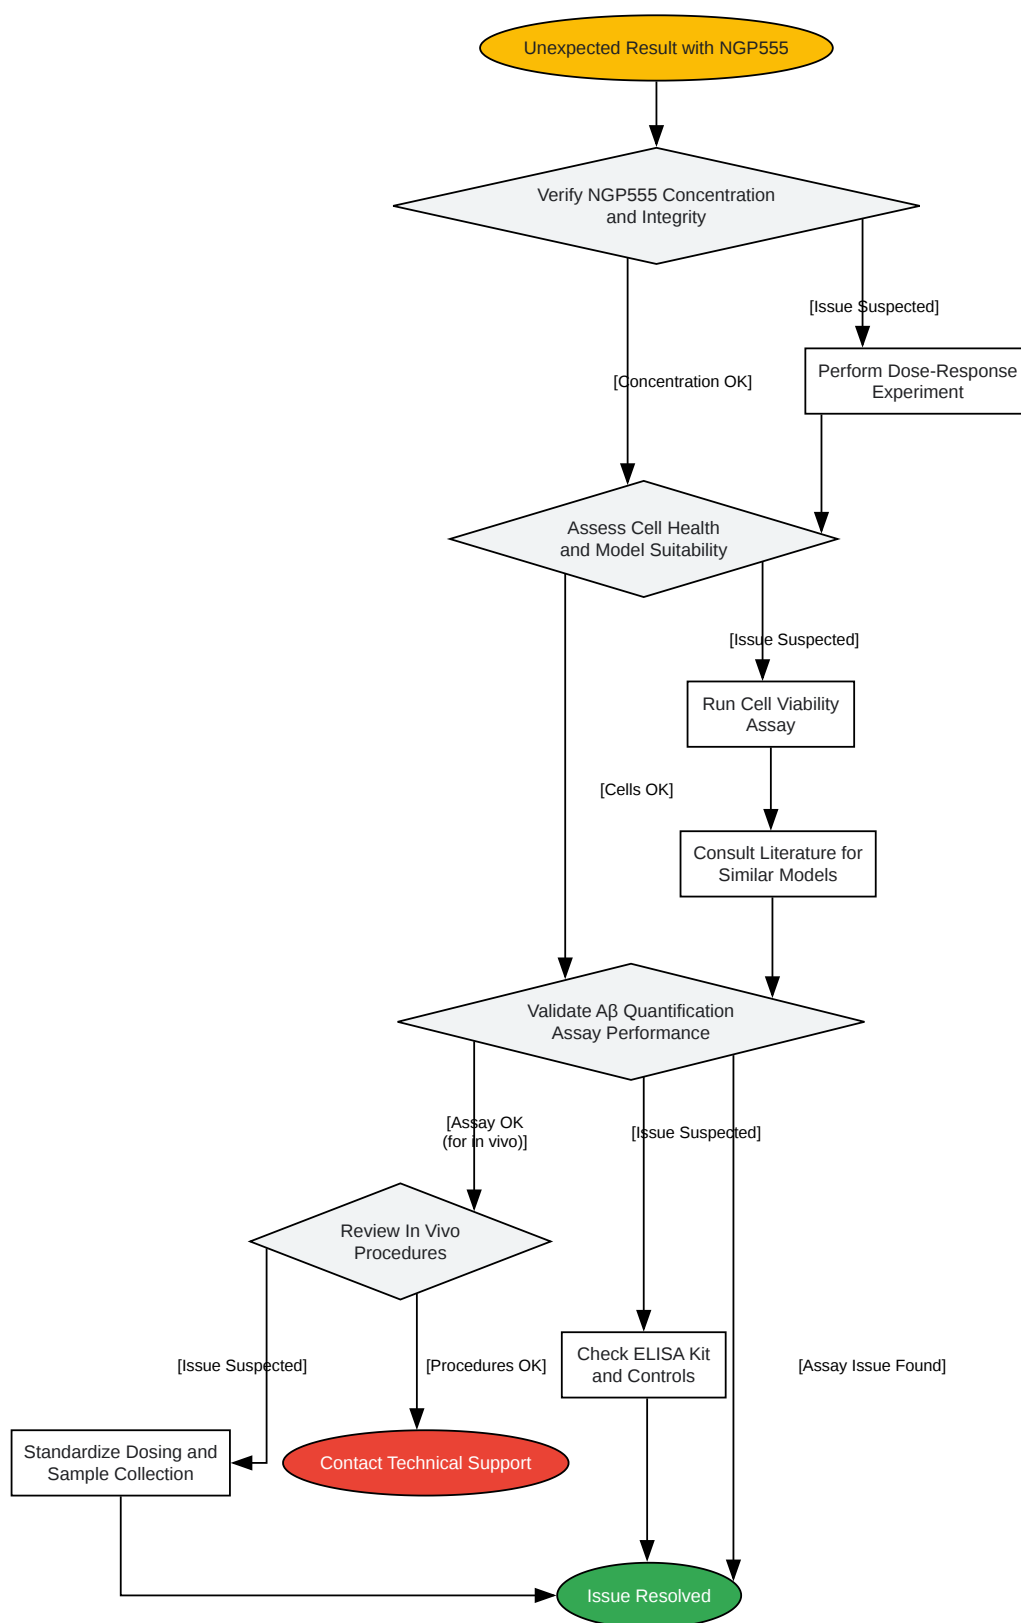 Unexpected Result with NGP555
Verify NGP555 Concentration
and Integrity
[Issue Suspected]
Perform Dose-Response
Experiment
[Concentration OK]
Assess Cell Health
and Model Suitability
[Issue Suspected]
Run Cell Viability
Assay
[Cells OK]
Consult Literature for
Similar Models
Validate Aβ Quantification
Assay Performance
[Assay OK
(for in vivo)]
[Issue Suspected]
Review In Vivo
Procedures
[Issue Suspected]
[Procedures OK]
Check ELISA Kit
and Controls
[Assay Issue Found]
Standardize Dosing and
Sample Collection
Contact Technical Support
Issue Resolved